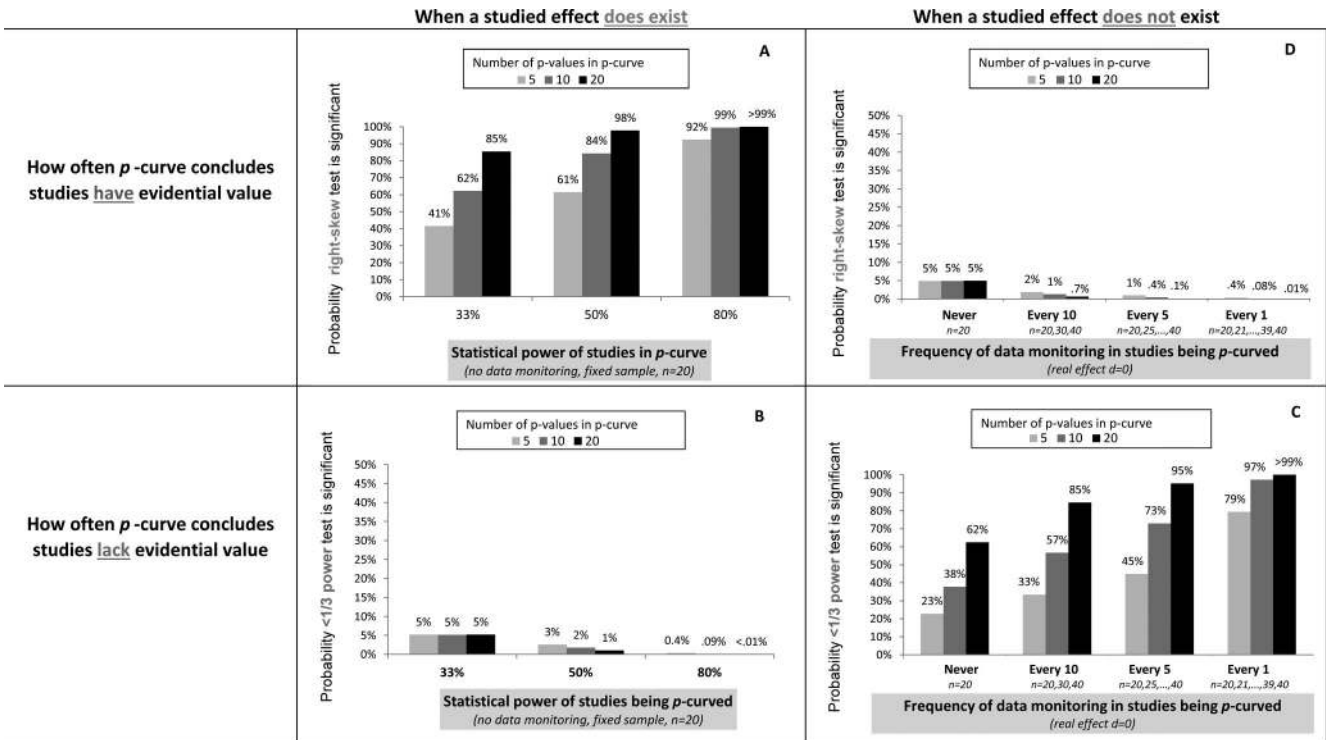 When a studied effect does exist
When a studied effect does not exist
How often p -curve concludes
studies have evidential value
A
Number of p-values in p-curve
5 10 20
Probability right-skew test is significant
100%
90%
80%
70%
60%
50%
40%
30%
20%
10%
0%
41% 62% 85%
61% 84% 98%
92% 99% >99%
33% 50% 80%
Statistical power of studies in p-curve
(no data monitoring, fixed sample, n=20)
D
Number of p-values in p-curve
5 10 20
Probability right-skew test is significant
50%
45%
40%
35%
30%
25%
20%
15%
10%
5%
0%
5% 5% 5%
2% 1% .7%
1% .4% .1%
.4% .08% .01%
Never Every 10 Every 5 Every 1
n=20 n=20,30,40 n=20,25,...,40 n=20,21,...,39,40
Frequency of data monitoring in studies being p-curved
(real effect d=0)
How often p -curve concludes
studies lack evidential value
B
Number of p-values in p-curve
5 10 20
Probability <1/3 power test is significant
50%
45%
40%
35%
30%
25%
20%
15%
10%
5%
0%
5% 5% 5%
3% 2% 1%
0.4% .09% <.01%
33% 50% 80%
Statistical power of studies being p-curved
(no data monitoring, fixed sample, n=20)
C
Number of p-values in p-curve
5 10 20
Probability <1/3 power test is significant
100%
90%
80%
70%
60%
50%
40%
30%
20%
10%
0%
23% 38% 62%
33% 57% 85%
45% 73% 95%
79% 97% >99%
Never Every 10 Every 5 Every 1
n=20 n=20,30,40 n=20,25,...,40 n=20,21,...,39,40
Frequency of data monitoring in studies being p-curved
(real effect d=0)